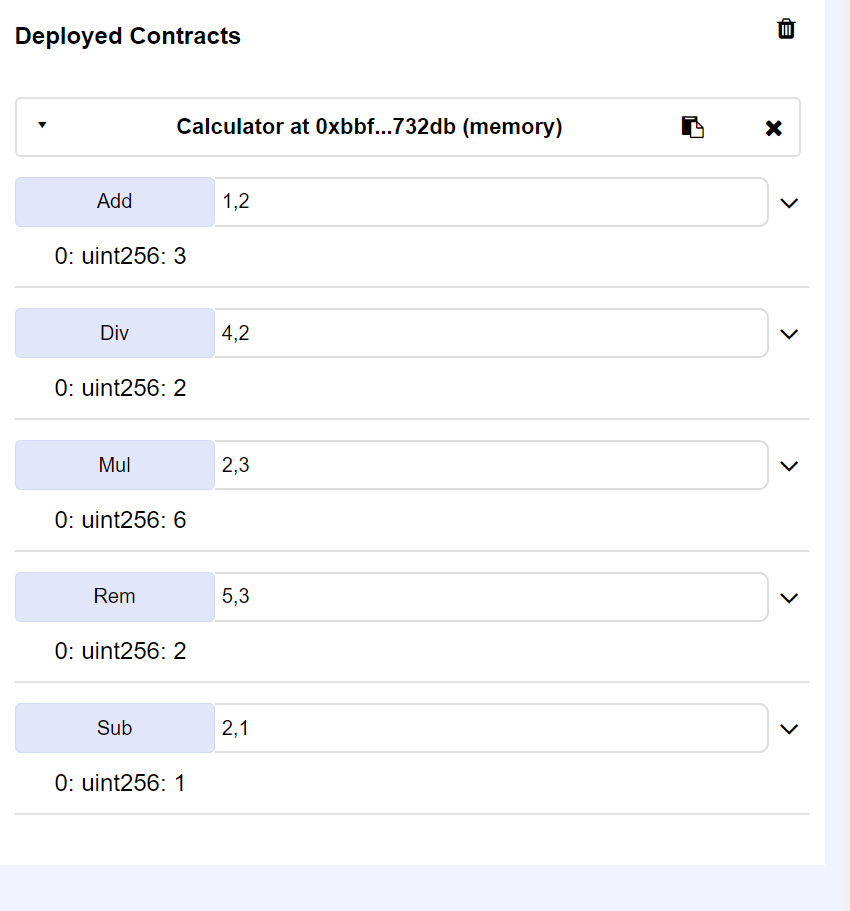 Deployed Contracts
Calculator at 0xbbf...732db (memory)
Add 1,2
0: uint256: 3
Div 4,2
0: uint256: 2
Mul 2,3
0: uint256: 6
Rem 5,3
0: uint256: 2
Sub 2,1
0: uint256: 1